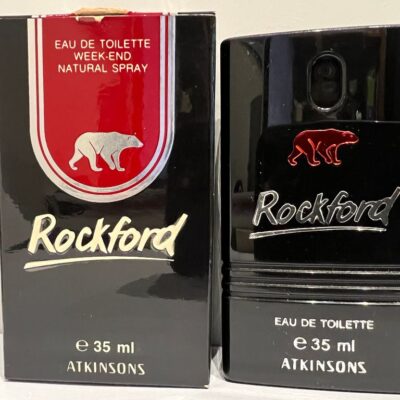 EAU DE TOILETTE
WEEK-END
NATURAL SPRAY
Rockford
℮ 35 ml
ATKINSONS
Rockford
EAU DE TOILETTE
℮ 35 ml
ATKINSONS